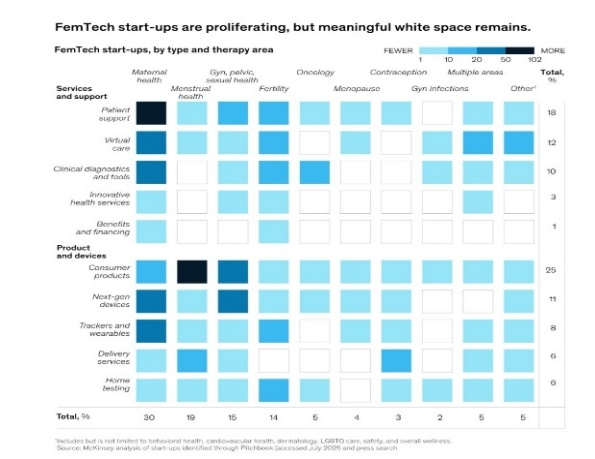 FemTech start-ups are proliferating, but meaningful white space remains.
FemTech start-ups, by type and therapy area
FEWER MORE
1 10 20 50 102
Maternal health
Menstrual health
Gyn, pelvic, sexual health
Fertility
Oncology
Menopause
Contraception
Gyn infections
Multiple areas
Other¹
Total, %
Services and support
Patient support 18
Virtual care 12
Clinical diagnostics and tools 10
Innovative health services 3
Benefits and financing 1
Product and devices
Consumer products 25
Next-gen devices 11
Trackers and wearables 8
Delivery services 6
Home testing 6
Total, % 30 19 15 14 5 4 3 2 5 5
¹Includes but is not limited to behavioral health, cardiovascular health, dermatology, LGBTQ care, safety, and overall wellness.
Source: McKinsey analysis of start-ups identified through Pitchbook (accessed July 2021) and press search